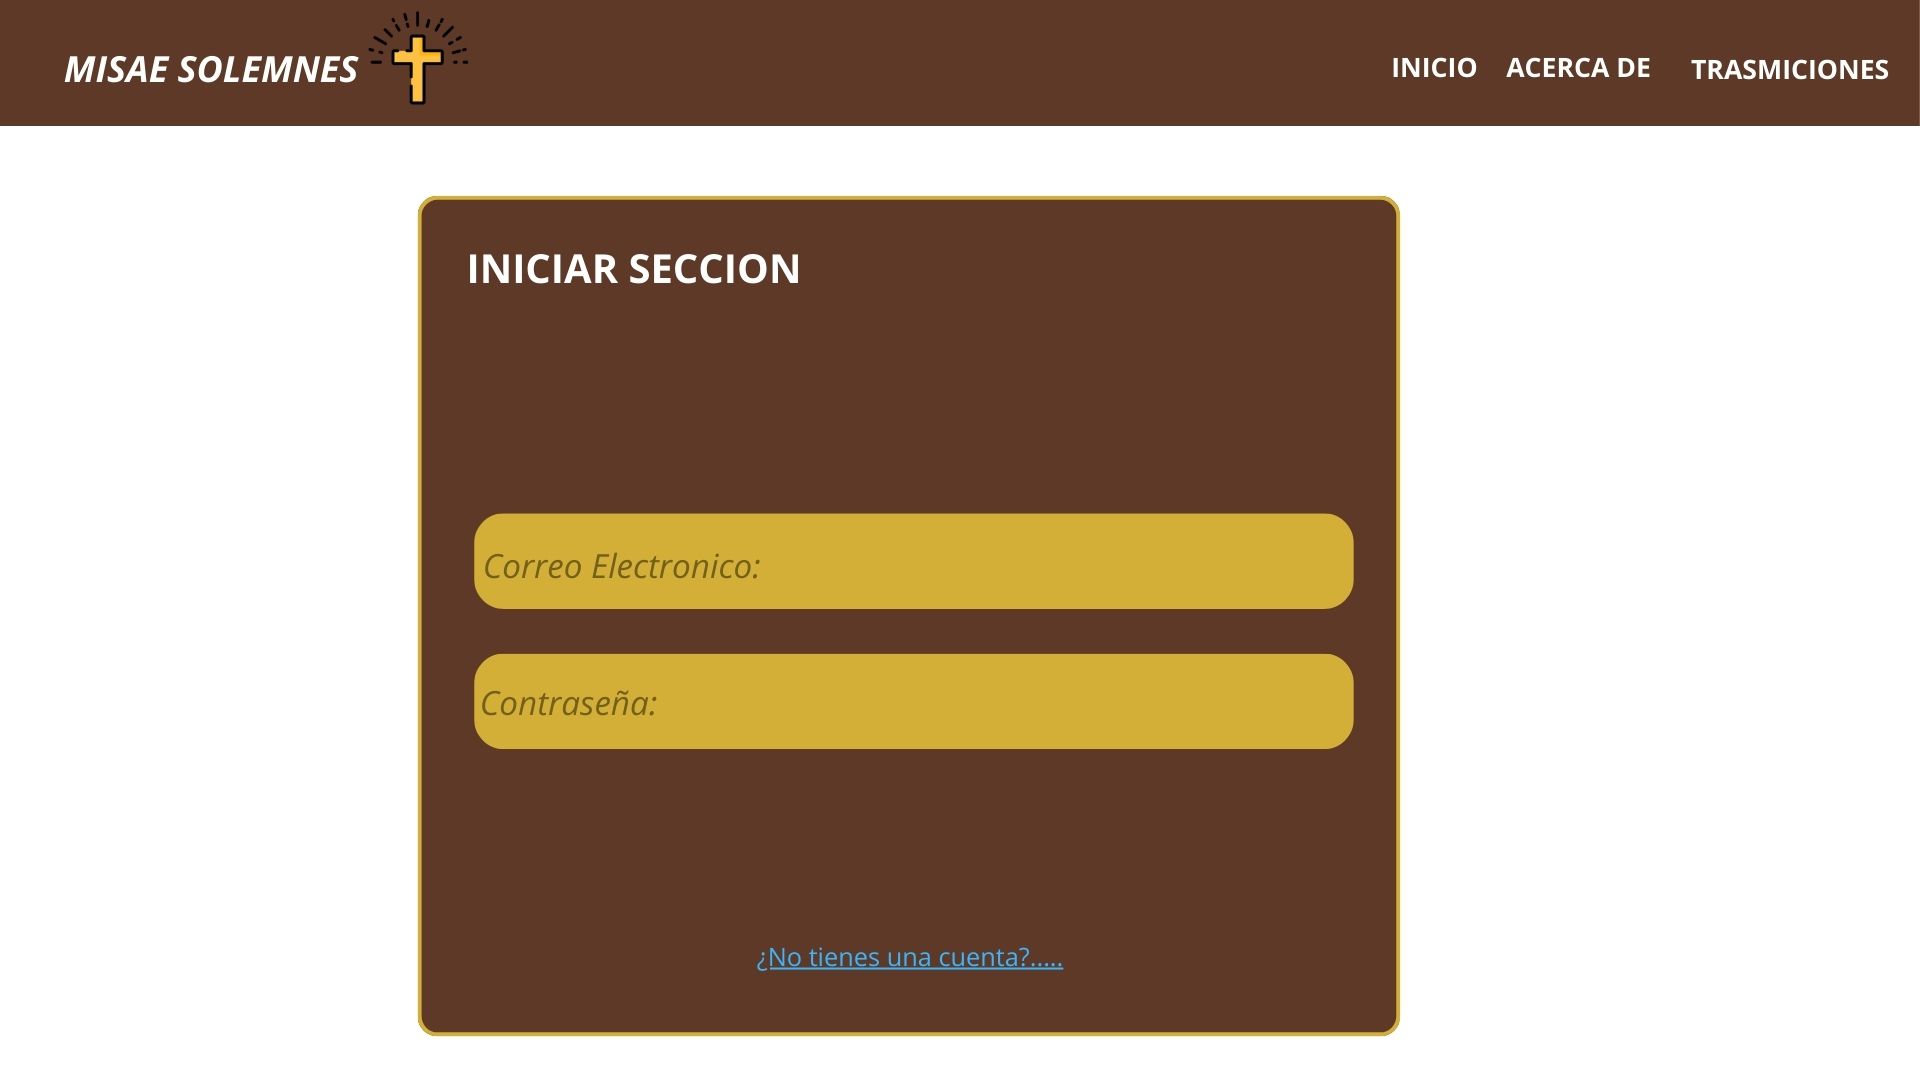 MISAE SOLEMNES
INICIO ACERCA DE TRASMICIONES
INICIAR SECCION
Correo Electronico:
Contraseña:
¿No tienes una cuenta?.....